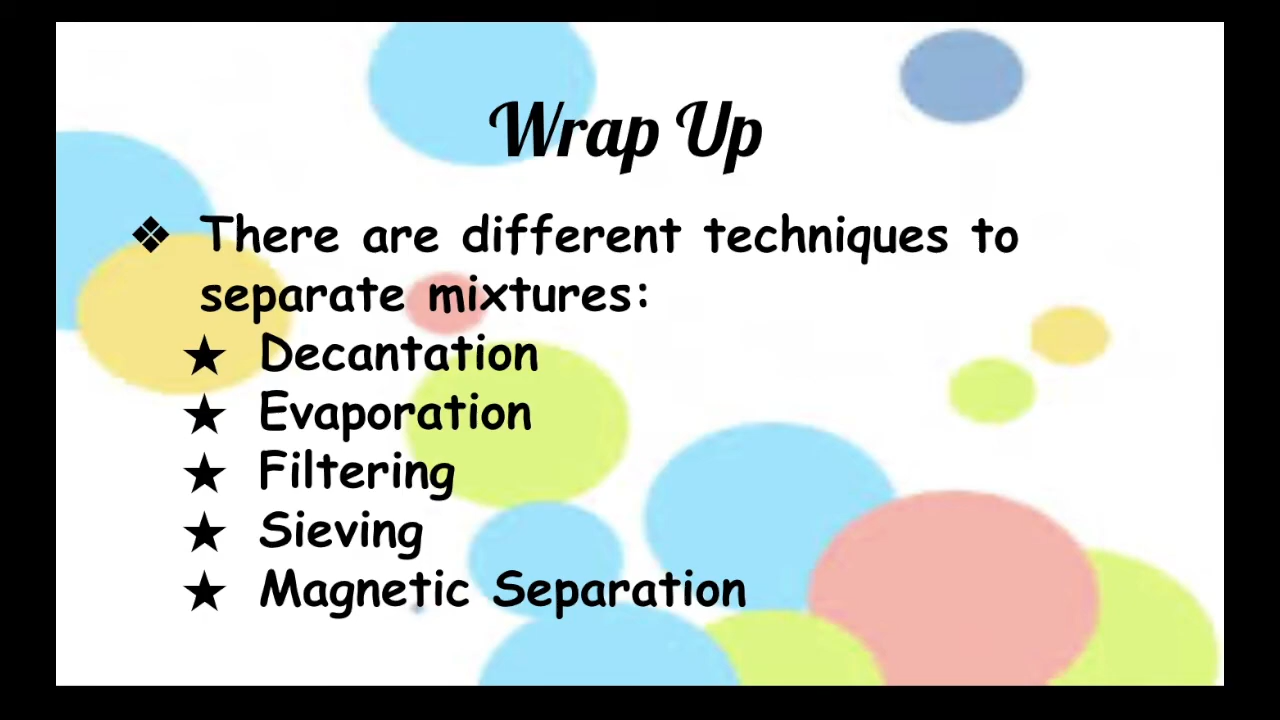 Wrap Up
❖ There are different techniques to
separate mixtures:
★ Decantation
★ Evaporation
★ Filtering
★ Sieving
★ Magnetic Separation